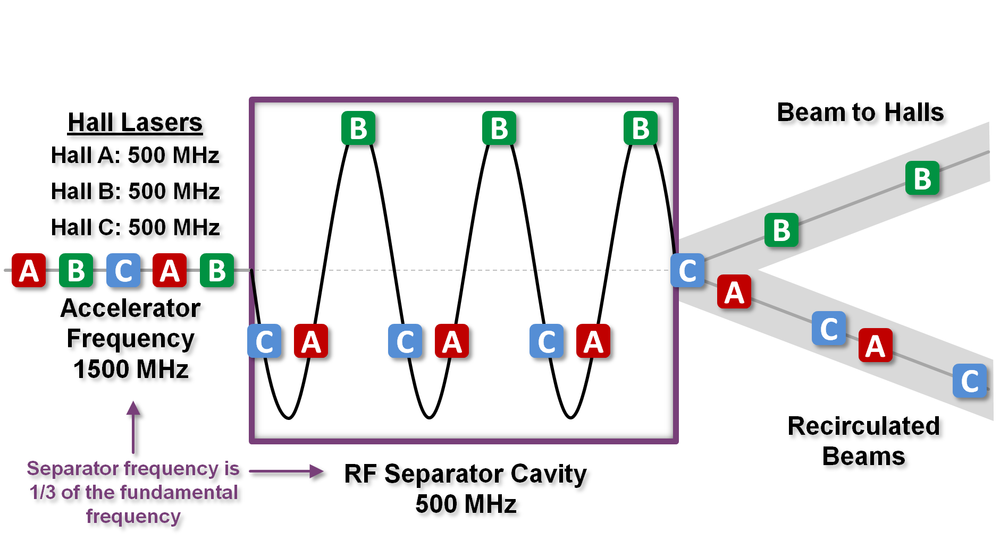 Hall Lasers
Hall A: 500 MHz
Hall B: 500 MHz
Hall C: 500 MHz
A B C A B
Accelerator
Frequency
1500 MHz
Separator frequency is
1/3 of the fundamental
frequency
B B B
C A C A C A
RF Separator Cavity
500 MHz
Beam to Halls
B
B
C
A
C
A
C
Recirculated
Beams